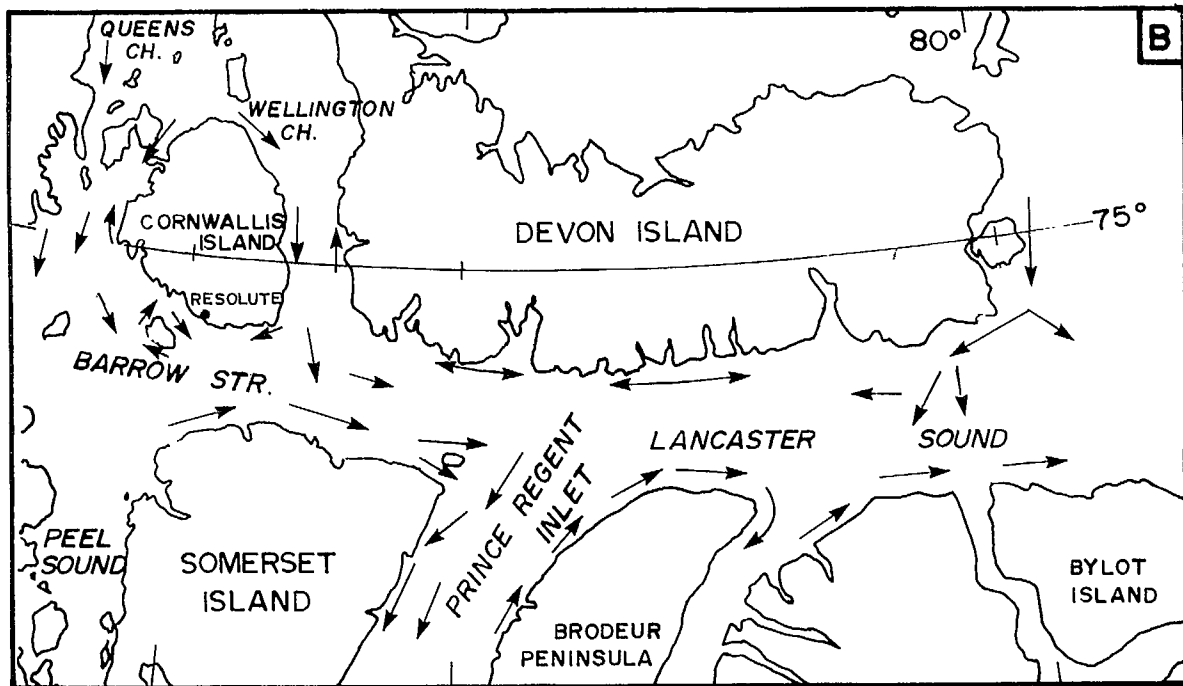 QUEENS
CH.
80°
B
WELLINGTON
CH.
CORNWALLIS
ISLAND
DEVON ISLAND
75°
RESOLUTE
BARROW STR.
LANCASTER SOUND
PRINCE REGENT
INLET
PEEL
SOUND
SOMERSET
ISLAND
BRODEUR
PENINSULA
BYLOT
ISLAND